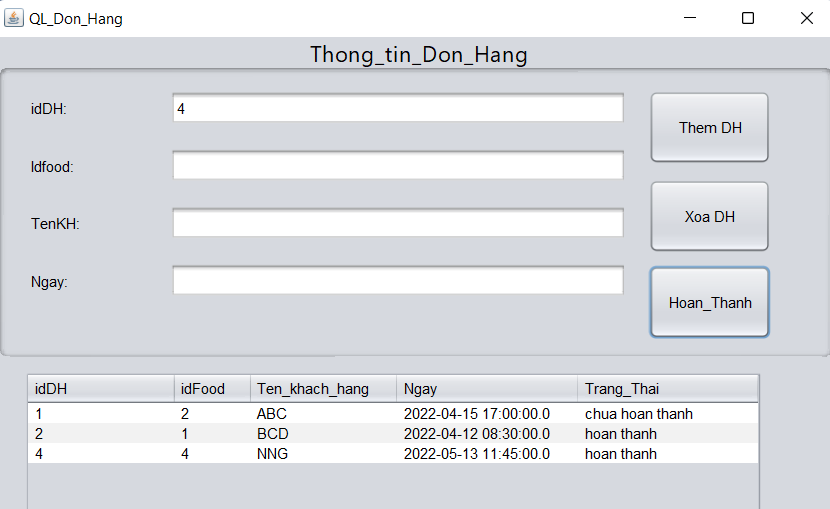 QL_Don_Hang
Thong_tin_Don_Hang
idDH: 4
Them DH
Idfood:
Xoa DH
TenKH:
Ngay:
Hoan_Thanh
idDH idFood Ten_khach_hang Ngay Trang_Thai
1 2 ABC 2022-04-15 17:00:00.0 chua hoan thanh
2 1 BCD 2022-04-12 08:30:00.0 hoan thanh
4 4 NNG 2022-05-13 11:45:00.0 hoan thanh